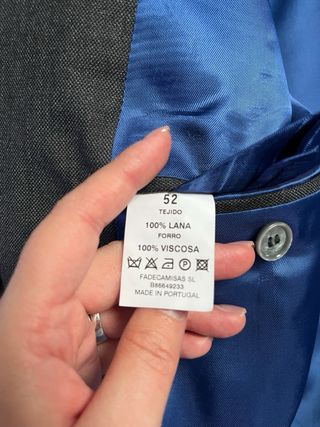 52
TEJIDO
100% LANA
FORRO
100% VISCOSA
FADECAMISAS SL
B86649233
MADE IN PORTUGAL